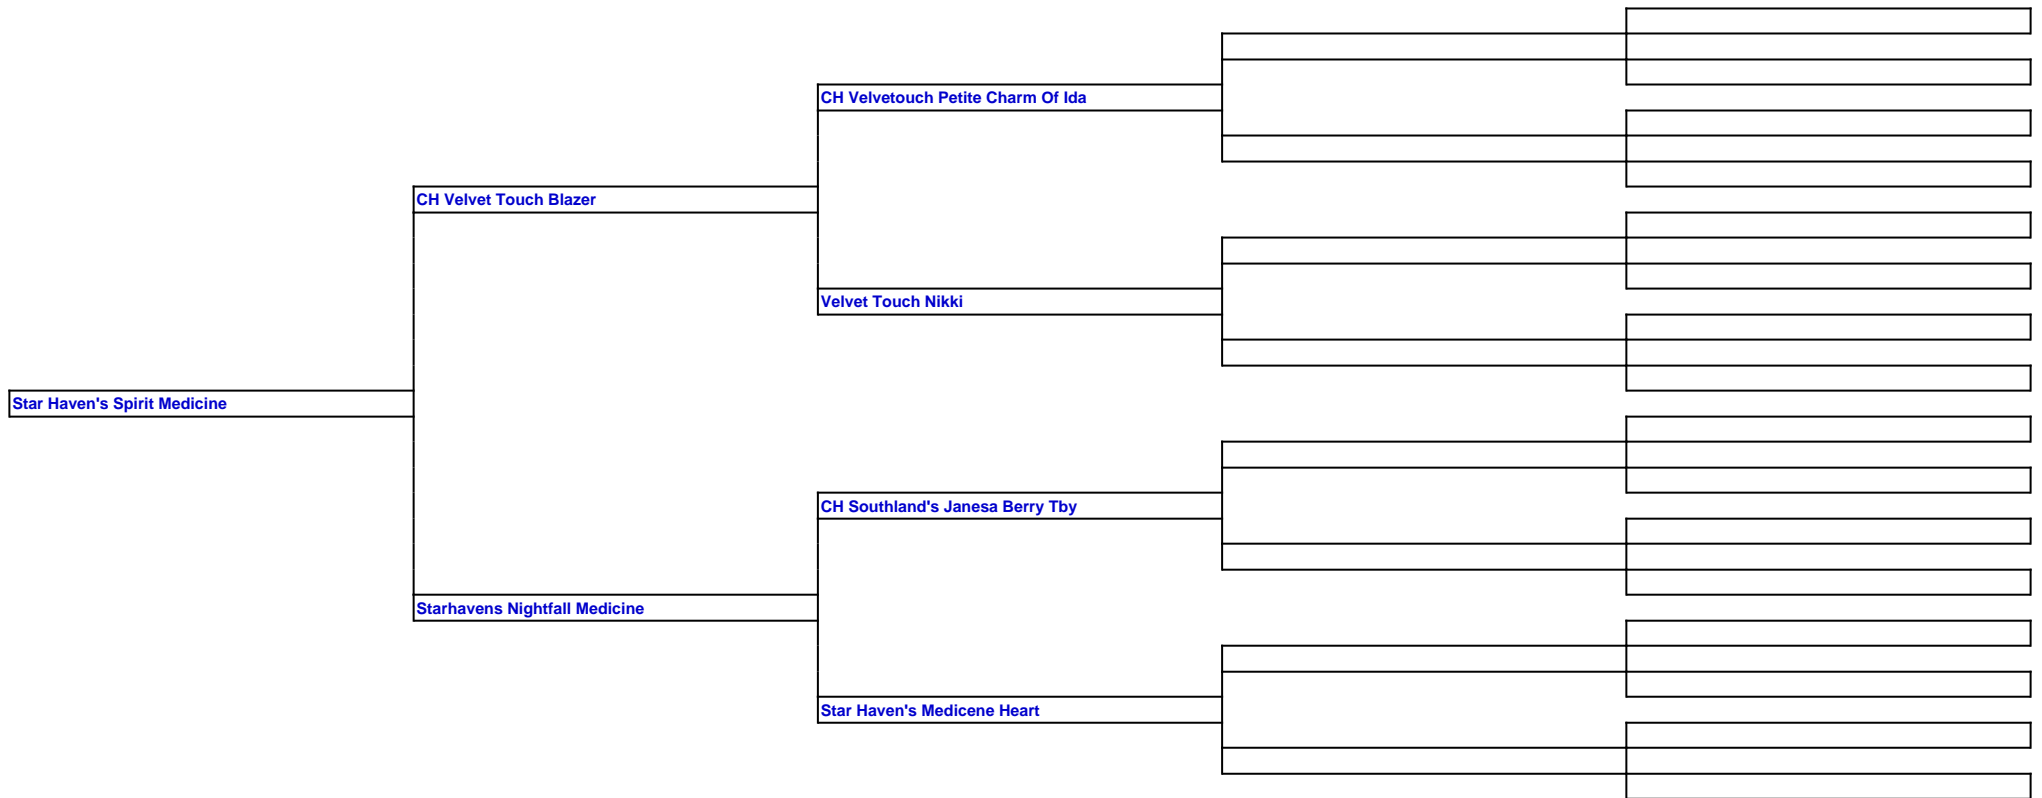 CH Velvetouch Petite Charm Of Ida
CH Velvet Touch Blazer
Velvet Touch Nikki
Star Haven's Spirit Medicine
CH Southland's Janesa Berry Tby
Starhavens Nightfall Medicine
Star Haven's Medicene Heart